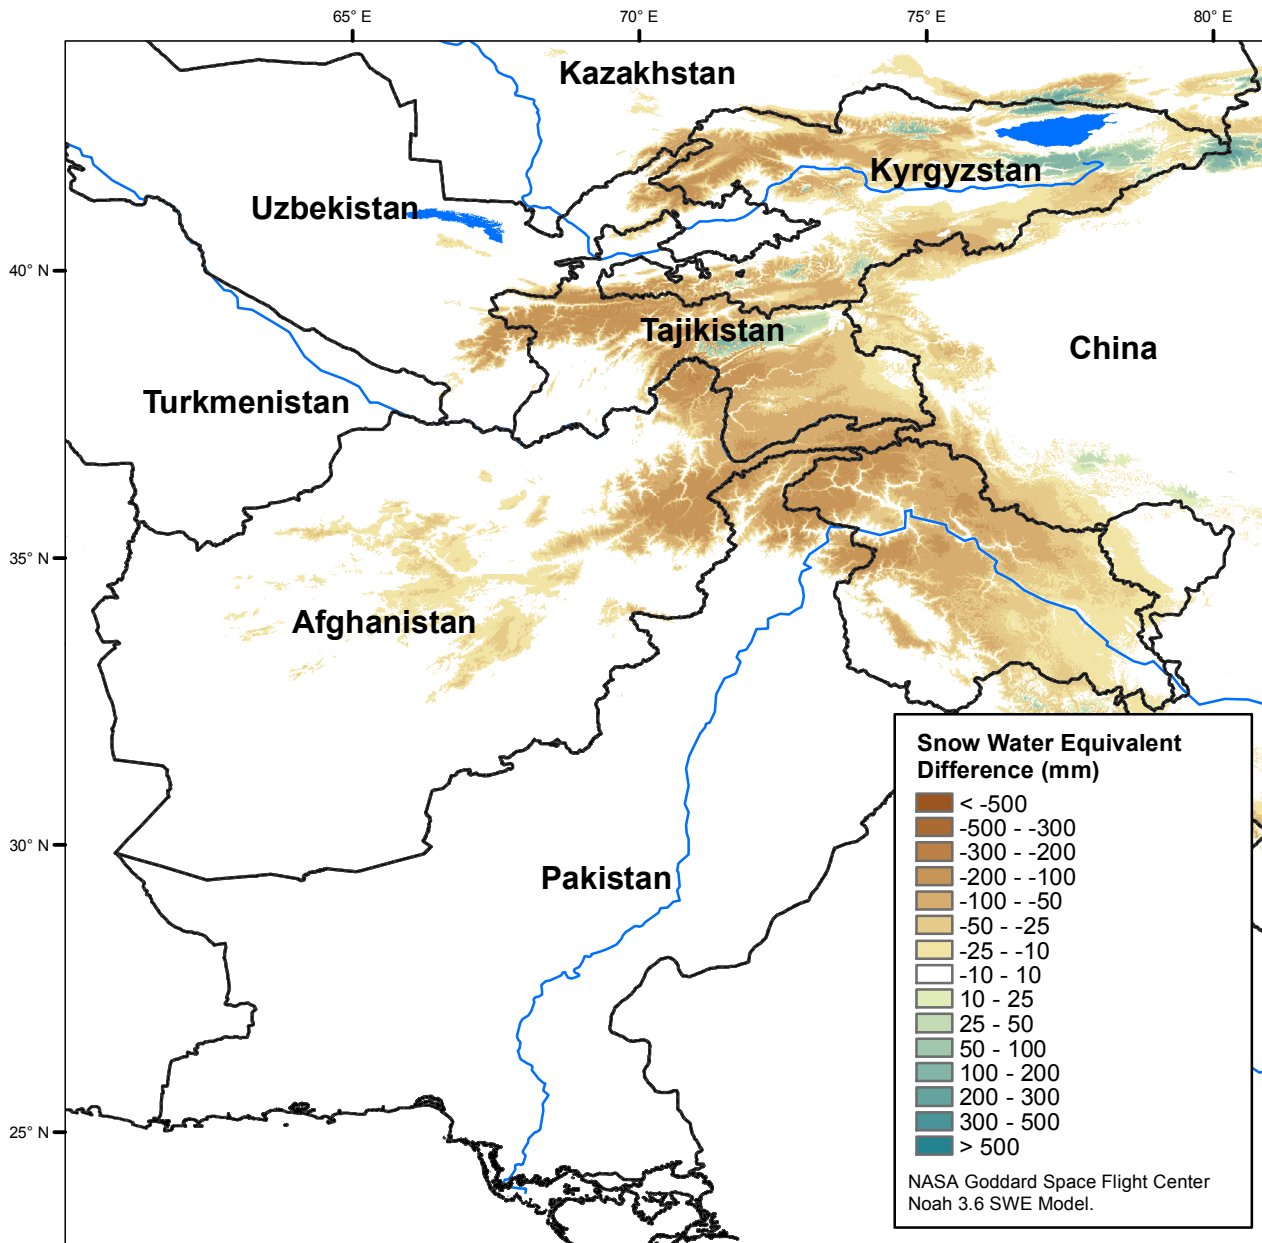 65° E
70° E
75° E
80° E
Kazakhstan
Kyrgyzstan
Uzbekistan
40° N
Tajikistan
China
Turkmenistan
35° N
Afghanistan
30° N
Pakistan
25° N
Snow Water Equivalent
Difference (mm)
< -500
-500 - -300
-300 - -200
-200 - -100
-100 - -50
-50 - -25
-25 - -10
-10 - 10
10 - 25
25 - 50
50 - 100
100 - 200
200 - 300
300 - 500
> 500
NASA Goddard Space Flight Center
Noah 3.6 SWE Model.